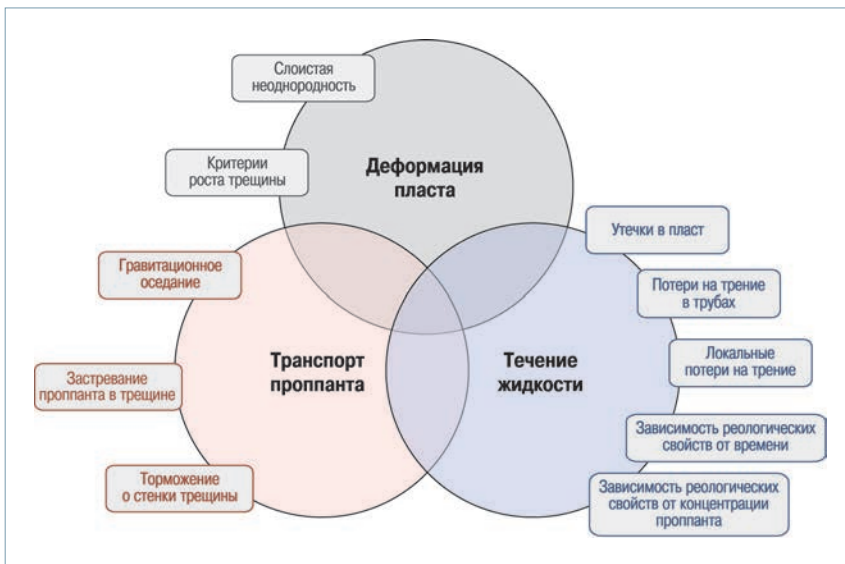 Слоистая
неоднородность
Критерии
роста трещины
Деформация
пласта
Утечки в пласт
Гравитационное
оседание
Потери на трение
в трубах
Транспорт
проппанта
Течение
жидкости
Локальные
потери на трение
Застревание
проппанта в трещине
Зависимость реологических
свойств от времени
Торможение
о стенки трещины
Зависимость реологических
свойств от концентрации
проппанта